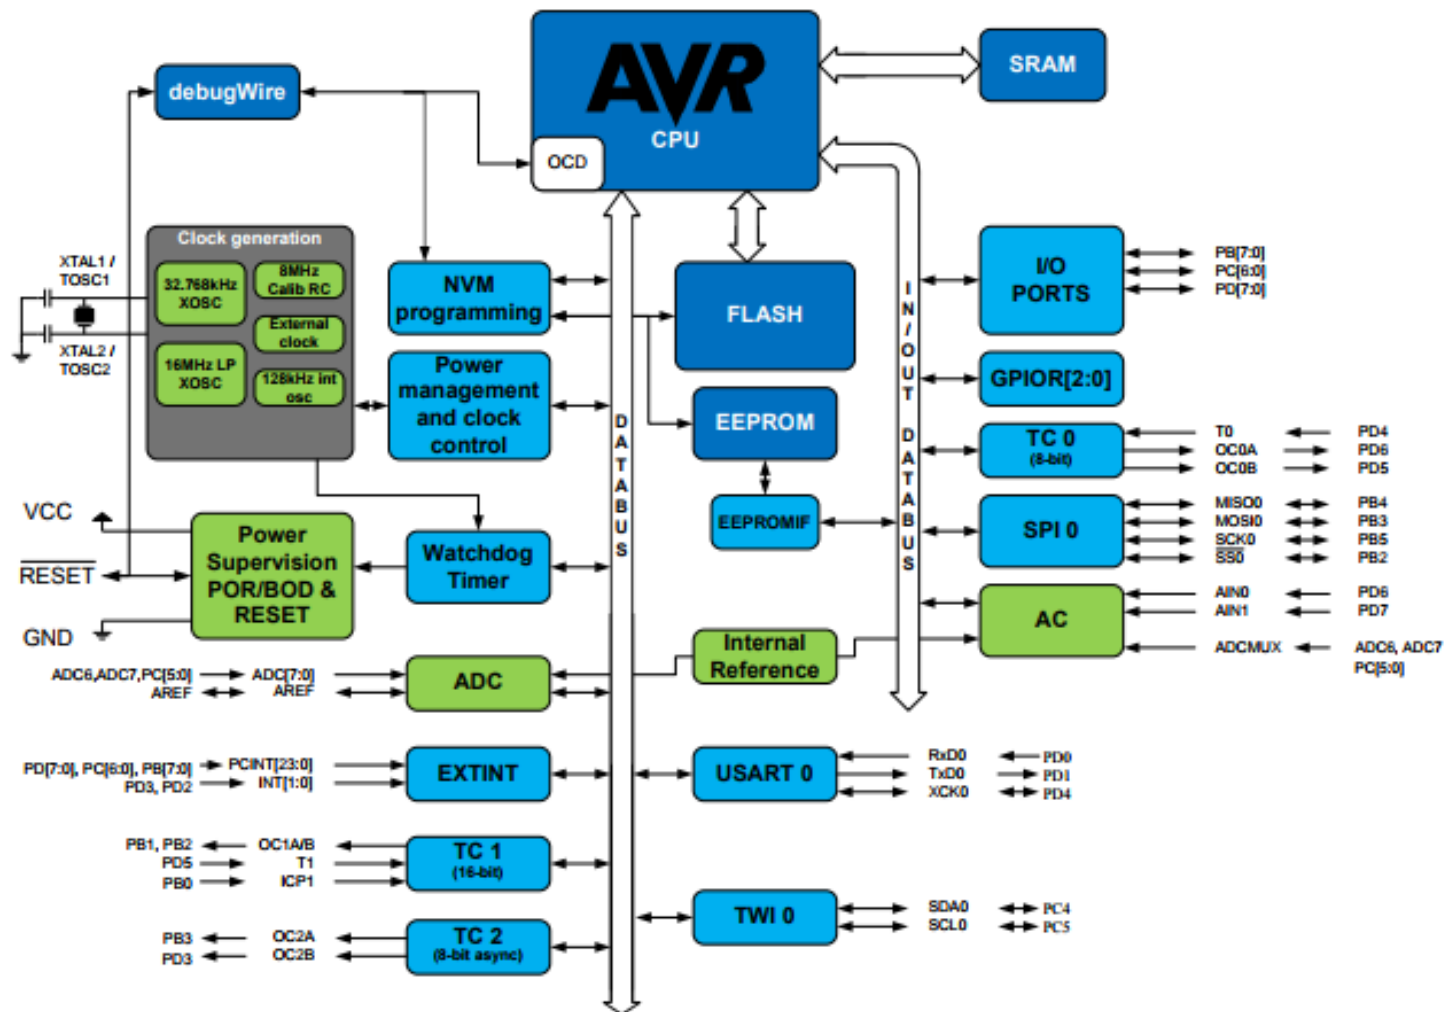 AVR
CPU
OCD
SRAM
debugWire
Clock generation
XTAL1 /
TOSC1
32.768kHz
XOSC
8MHz
Calib RC
External
clock
16MHz LP
XOSC
128kHz int
osc
XTAL2 /
TOSC2
NVM
programming
Power
management
and clock
control
FLASH
EEPROM
EEPROMIF
DATABUS
IN/OUT DATABUS
I/O
PORTS
PB[7:0]
PC[6:0]
PD[7:0]
GPIOR[2:0]
TC 0
(8-bit)
T0 PD4
OC0A PD6
OC0B PD5
SPI 0
MISO0 PB4
MOSI0 PB3
SCK0 PB5
SS0 PB2
AC
AIN0 PD6
AIN1 PD7
ADCMUX ADC6, ADC7
PC[5:0]
VCC
RESET
GND
Power
Supervision
POR/BOD &
RESET
Watchdog
Timer
Internal
Reference
ADC6,ADC7,PC[5:0] ADC[7:0]
AREF AREF
ADC
PD[7:0], PC[6:0], PB[7:0] PCINT[23:0]
PD3, PD2 INT[1:0]
EXTINT
USART 0
RxD0 PD0
TxD0 PD1
XCK0 PD4
PB1, PB2 OC1A/B
PD5 T1
PB0 ICP1
TC 1
(16-bit)
TWI 0
SDA0 PC4
SCL0 PC5
PB3 OC2A
PD3 OC2B
TC 2
(8-bit async)